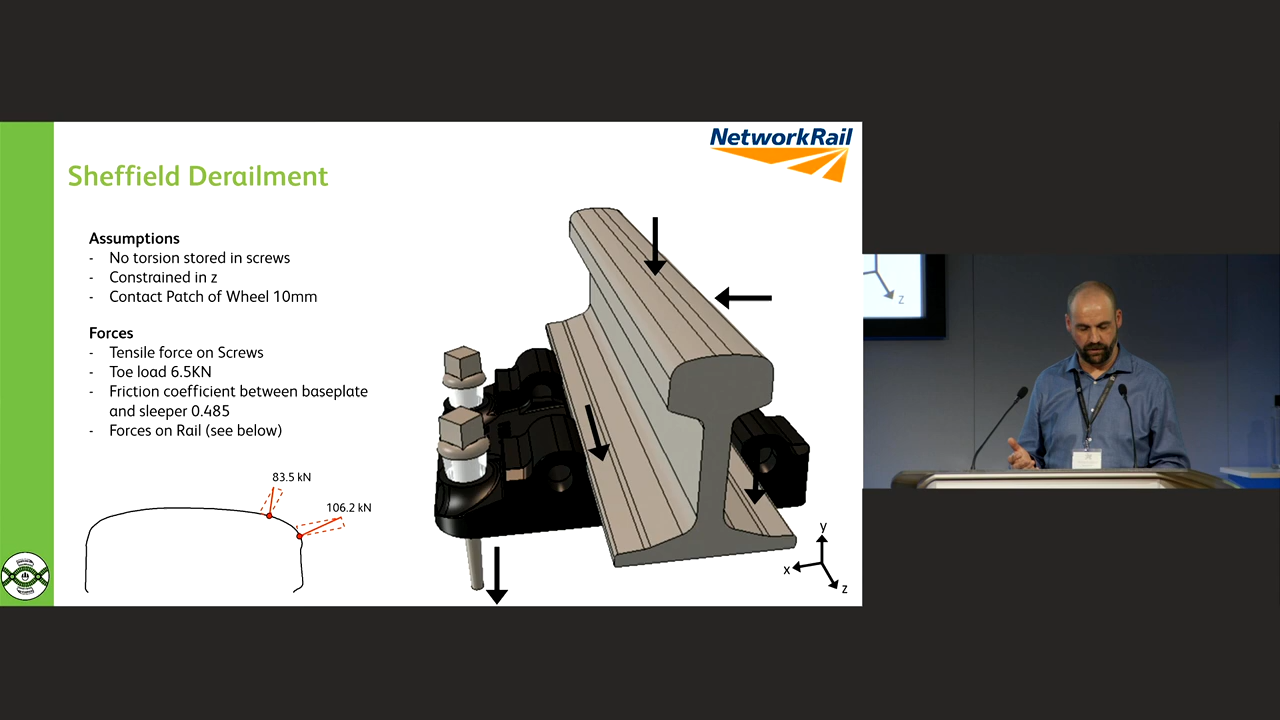 NetworkRail
Sheffield Derailment
Assumptions
- No torsion stored in screws
- Constrained in z
- Contact Patch of Wheel 10mm
Forces
- Tensile force on Screws
- Toe load 6.5KN
- Friction coefficient between baseplate
and sleeper 0.485
- Forces on Rail (see below)
83.5 kN
106.2 kN
y
x
z
z